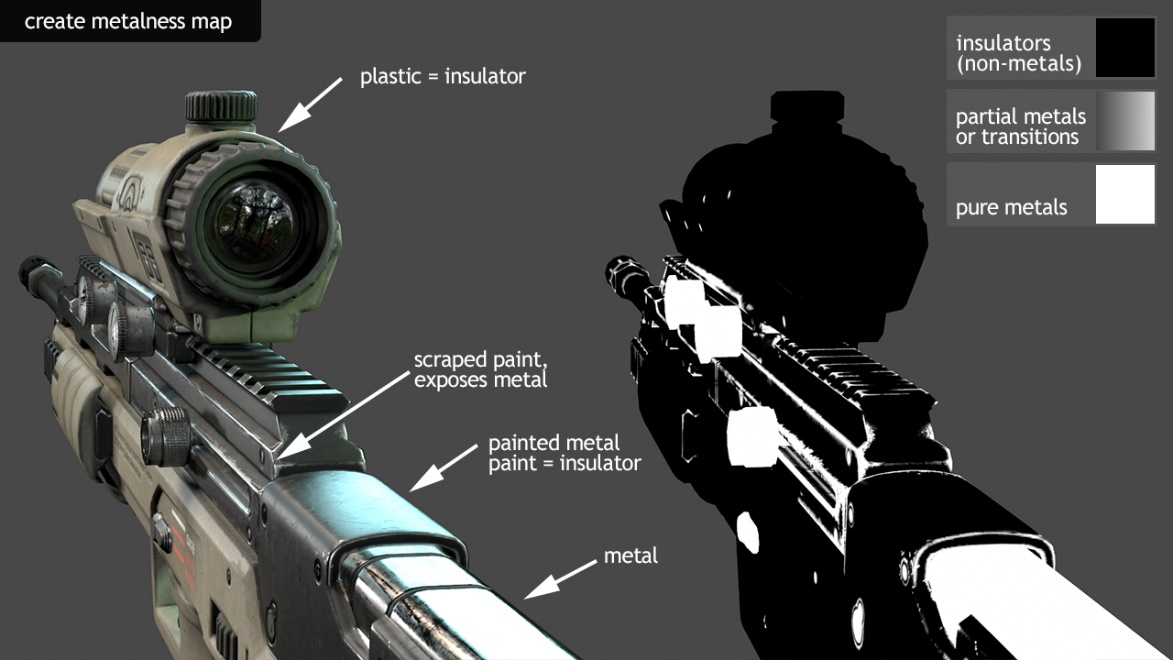 create metalness map
plastic = insulator
insulators
(non-metals)
partial metals
or transitions
pure metals
scraped paint,
exposes metal
painted metal
paint = insulator
metal